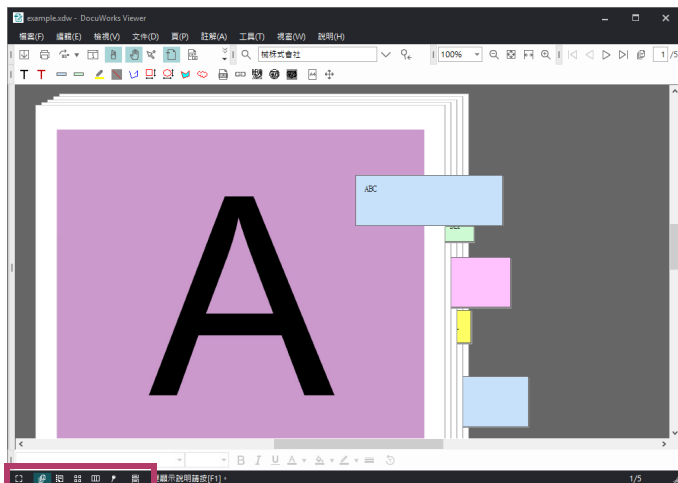 example.xdw - DocuWorks Viewer
檔案(F) 編輯(E) 檢視(V) 文件(D) 頁(P) 註解(A) 工具(T) 視窗(W) 說明(H)
株式會社 100% 1 /5
T T
ABC
A
B I U A
顯示說明請按[F1]。
1/5